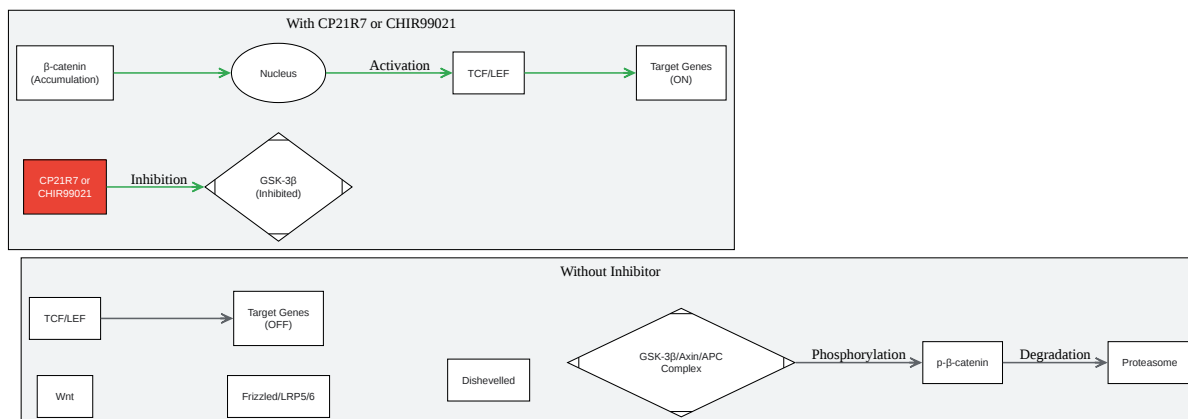 With CP21R7 or CHIR99021
β-catenin
(Accumulation)
Nucleus
Activation
TCF/LEF
Target Genes
(ON)
CP21R7 or
CHIR99021
Inhibition
GSK-3β
(Inhibited)
Without Inhibitor
TCF/LEF
Target Genes
(OFF)
GSK-3β/Axin/APC
Complex
Phosphorylation
p-β-catenin
Degradation
Proteasome
Wnt
Frizzled/LRP5/6
Dishevelled